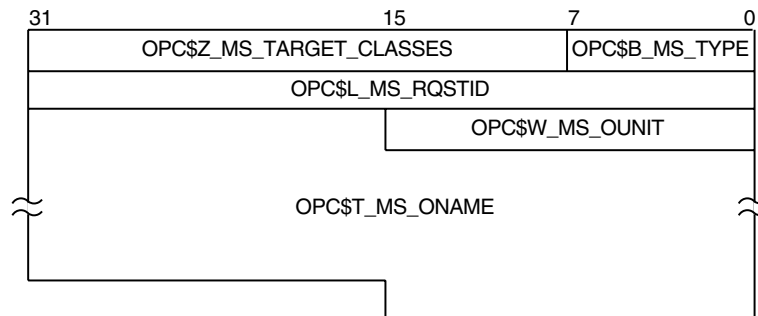 31 15 7 0
OPC$Z_MS_TARGET_CLASSES OPC$B_MS_TYPE
OPC$L_MS_RQSTID
OPC$W_MS_OUNIT
OPC$T_MS_ONAME